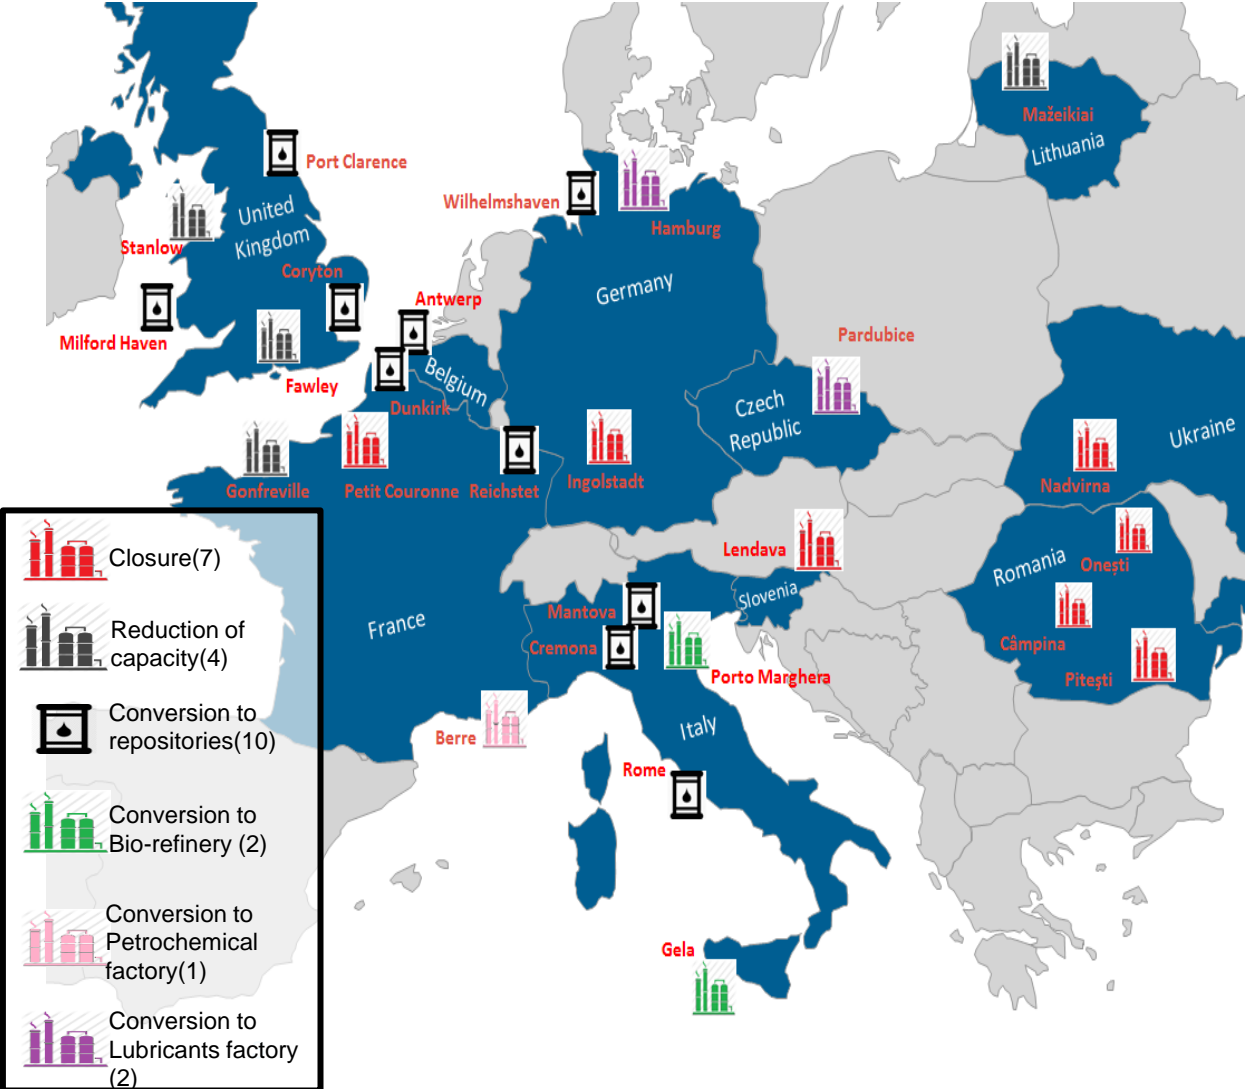 Mažeikiai
Lithuania
Port Clarence
United
Kingdom
Stanlow
Coryton
Milford Haven
Fawley
Wilhelmshaven
Hamburg
Germany
Antwerp
Belgium
Dunkirk
Pardubice
Czech
Republic
Ukraine
Nadvirna
Gonfreville
Petit Couronne
Reichstet
Ingolstadt
Lendava
Slovenia
Romania
Onești
Câmpina
Pitești
France
Mantova
Cremona
Porto Marghera
Berre
Italy
Rome
Gela
Closure(7)
Reduction of
capacity(4)
Conversion to
repositories(10)
Conversion to
Bio-refinery (2)
Conversion to
Petrochemical
factory(1)
Conversion to
Lubricants factory
(2)